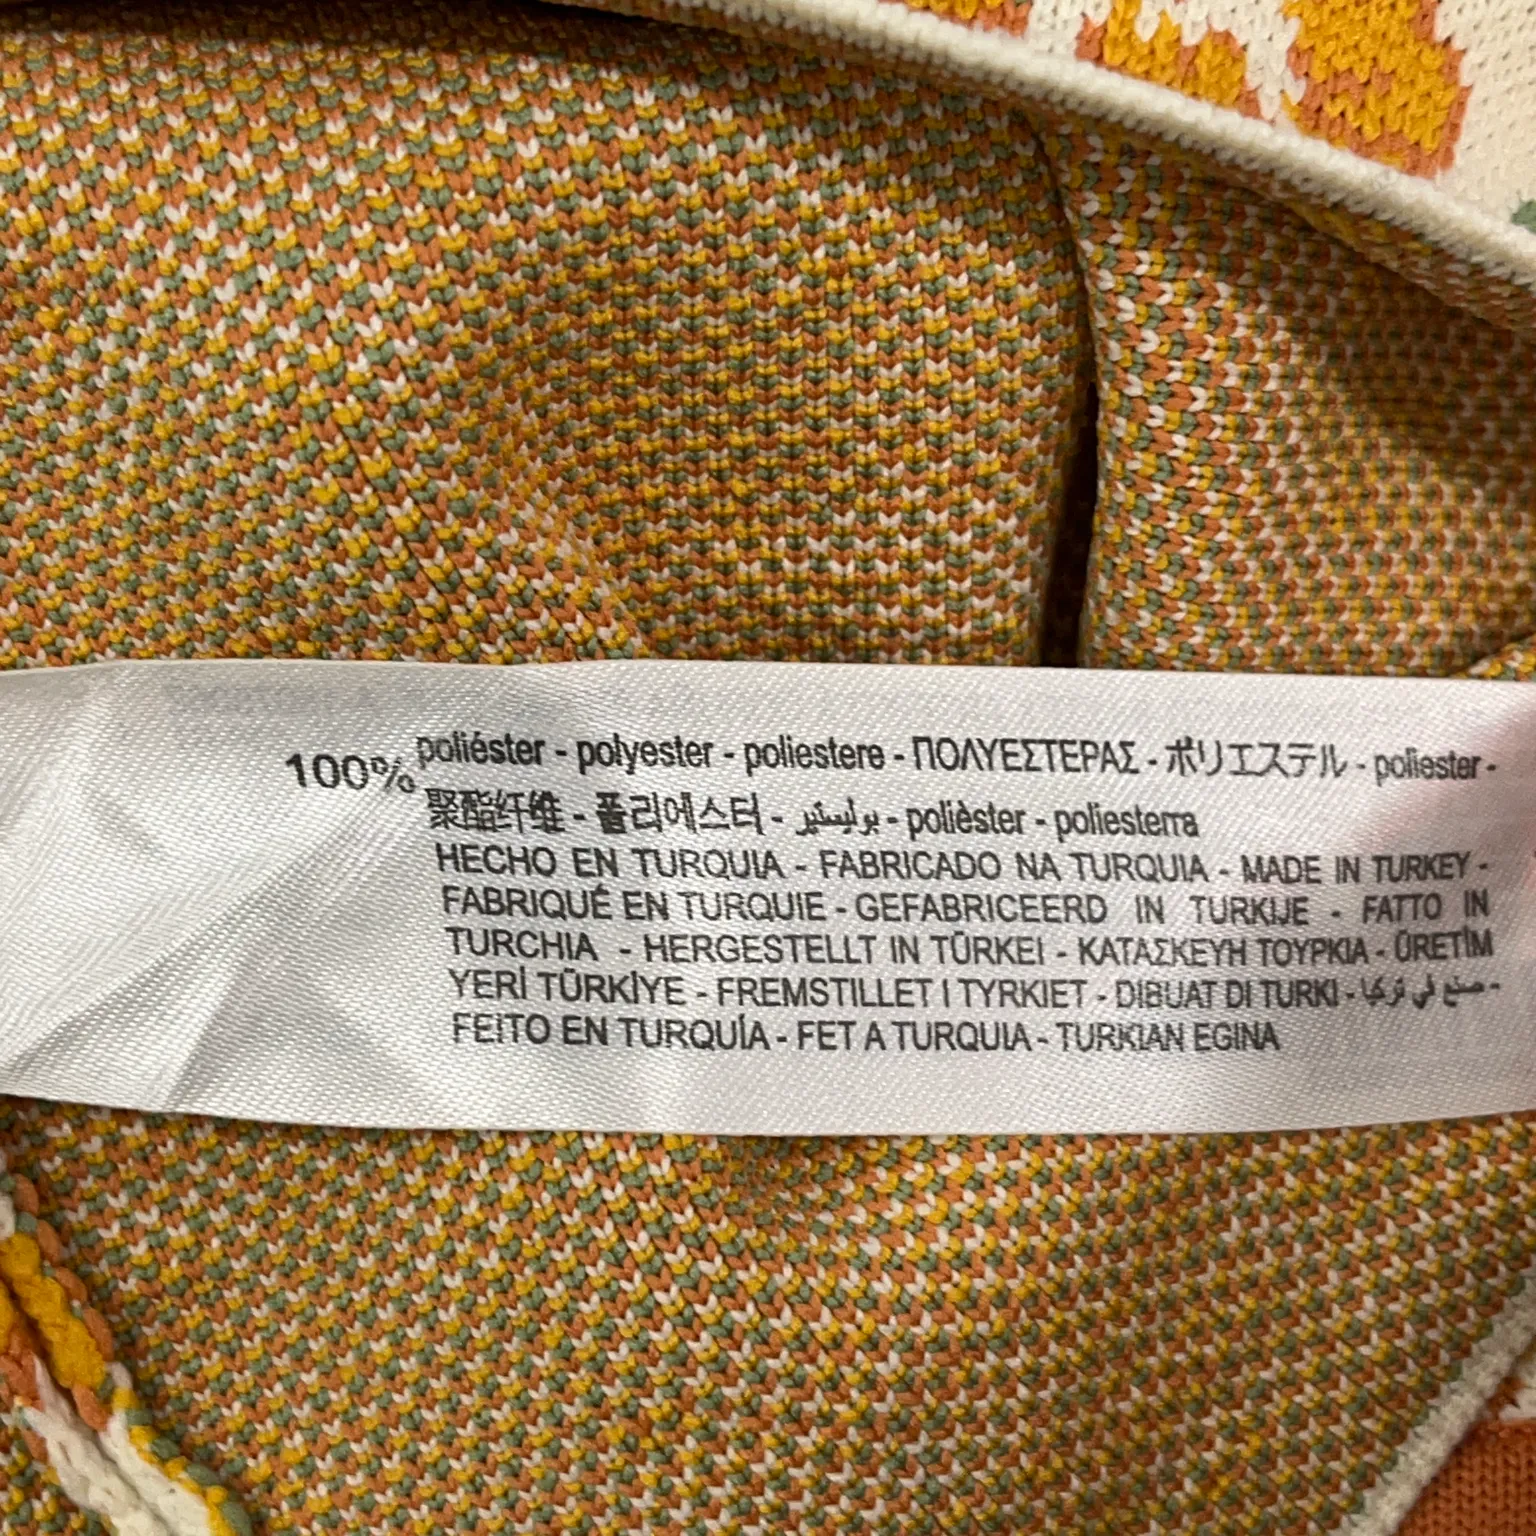 100% poliéster - polyester - poliestere - ΠΟΛΥΕΣΤΕΡΑΣ - ポリエステル - poliester -
聚酯纤维 - 폴리에스터 - بوليستير - polièster - poliesterra
HECHO EN TURQUIA - FABRICADO NA TURQUIA - MADE IN TURKEY -
FABRIQUÉ EN TURQUIE - GEFABRICEERD IN TURKIJE - FATTO IN
TURCHIA - HERGESTELLT IN TÜRKEI - ΚΑΤΑΣΚΕΥΗ ΤΟΥΡΚΙΑ - ÜRETİM
YERİ TÜRKİYE - FREMSTILLET I TYRKIET - DIBUAT DI TURKI - صنع في تركيا -
FEITO EN TURQUÍA - FET A TURQUIA - TURKIAN EGINA